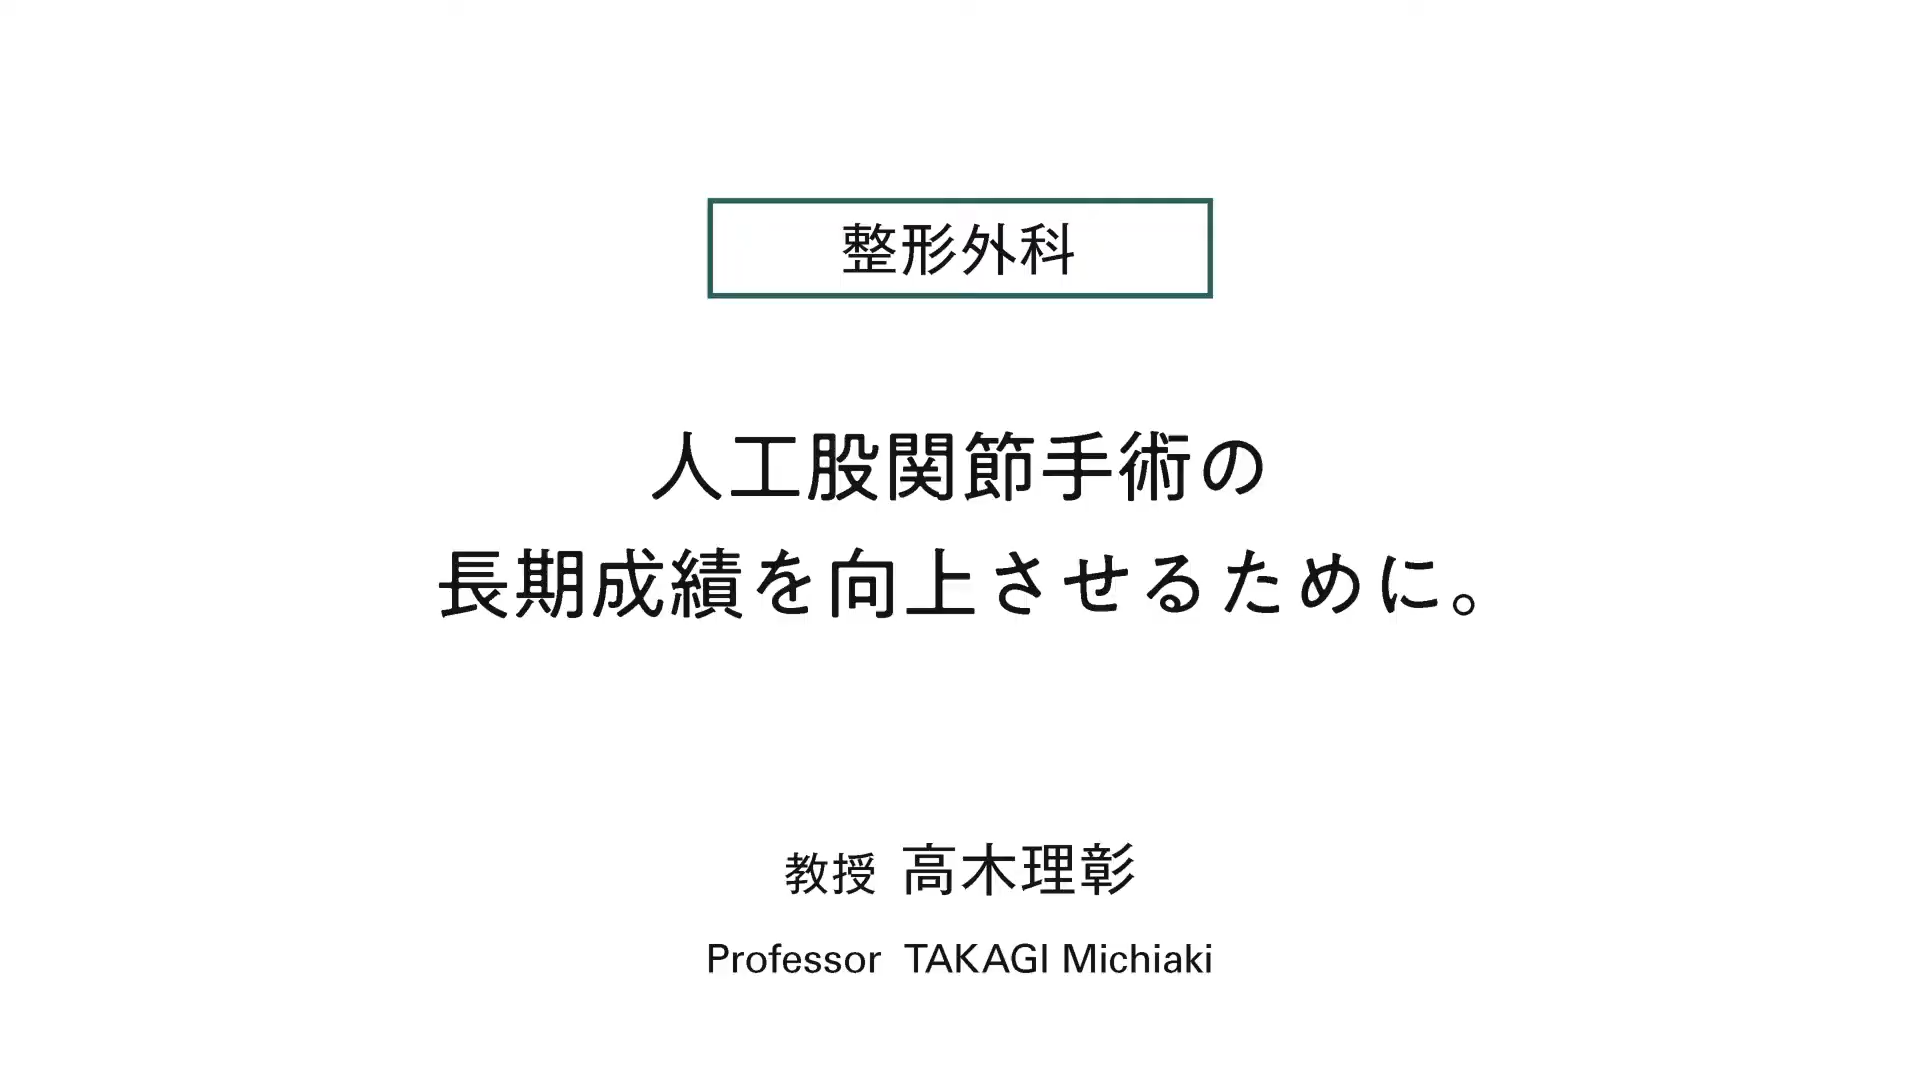 整形外科
人工股関節手術の
長期成績を向上させるために。
教授 高木理彰
Professor TAKAGI Michiaki